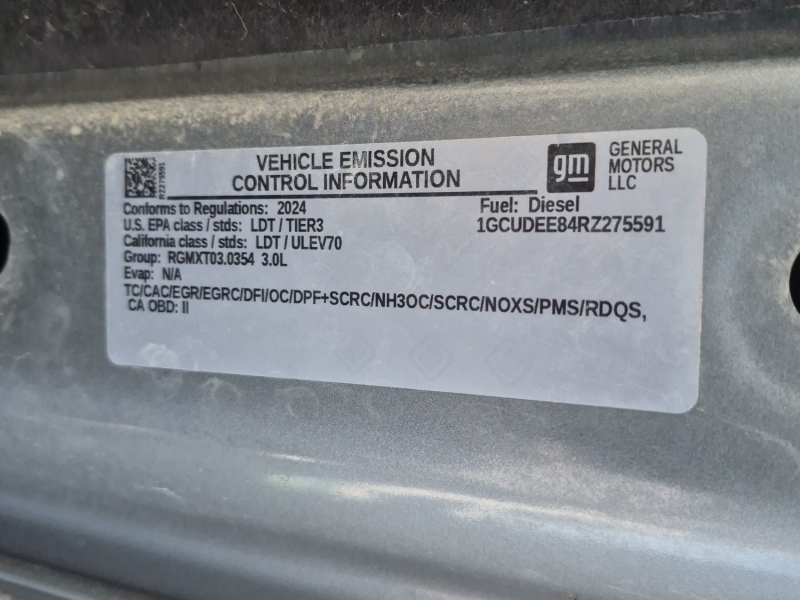 VEHICLE EMISSION
CONTROL INFORMATION
gm
GENERAL
MOTORS
LLC
RZ275591
Conforms to Regulations: 2024
Fuel: Diesel
U.S. EPA class / stds: LDT / TIER3
1GCUDEE84RZ275591
California class / stds: LDT / ULEV70
Group: RGMXT03.0354 3.0L
Evap: N/A
TC/CAC/EGR/EGRC/DFI/OC/DPF+SCRC/NH3OC/SCRC/NOXS/PMS/RDQS,
CA OBD: II